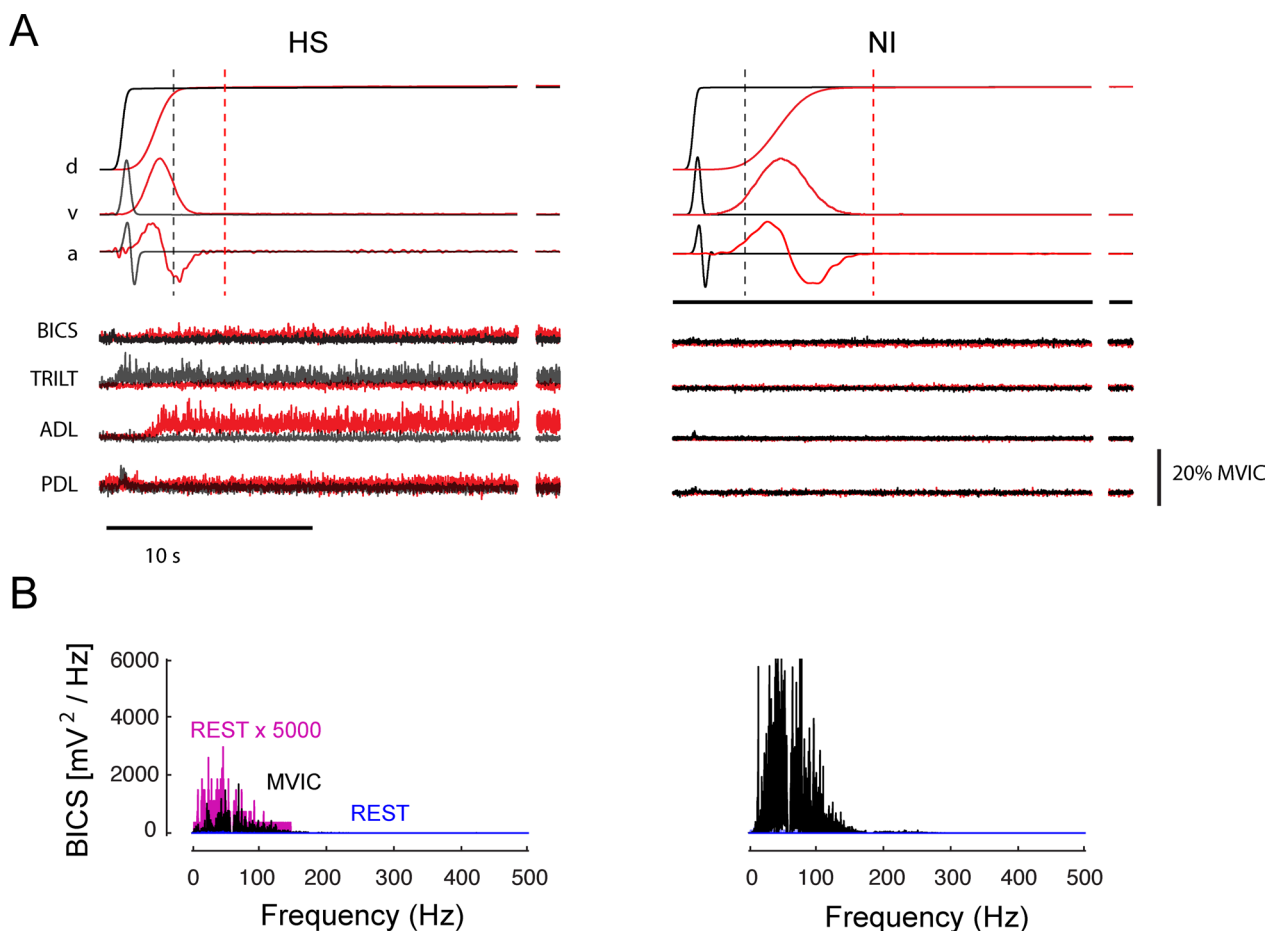 A
HS
NI
d
v
a
BICS
TRILT
ADL
PDL
20% MVIC
10 s
B
BICS [mV² / Hz]
6000
4000
2000
0
REST x 5000
MVIC
REST
0 100 200 300 400 500
0 100 200 300 400 500
Frequency (Hz)
Frequency (Hz)